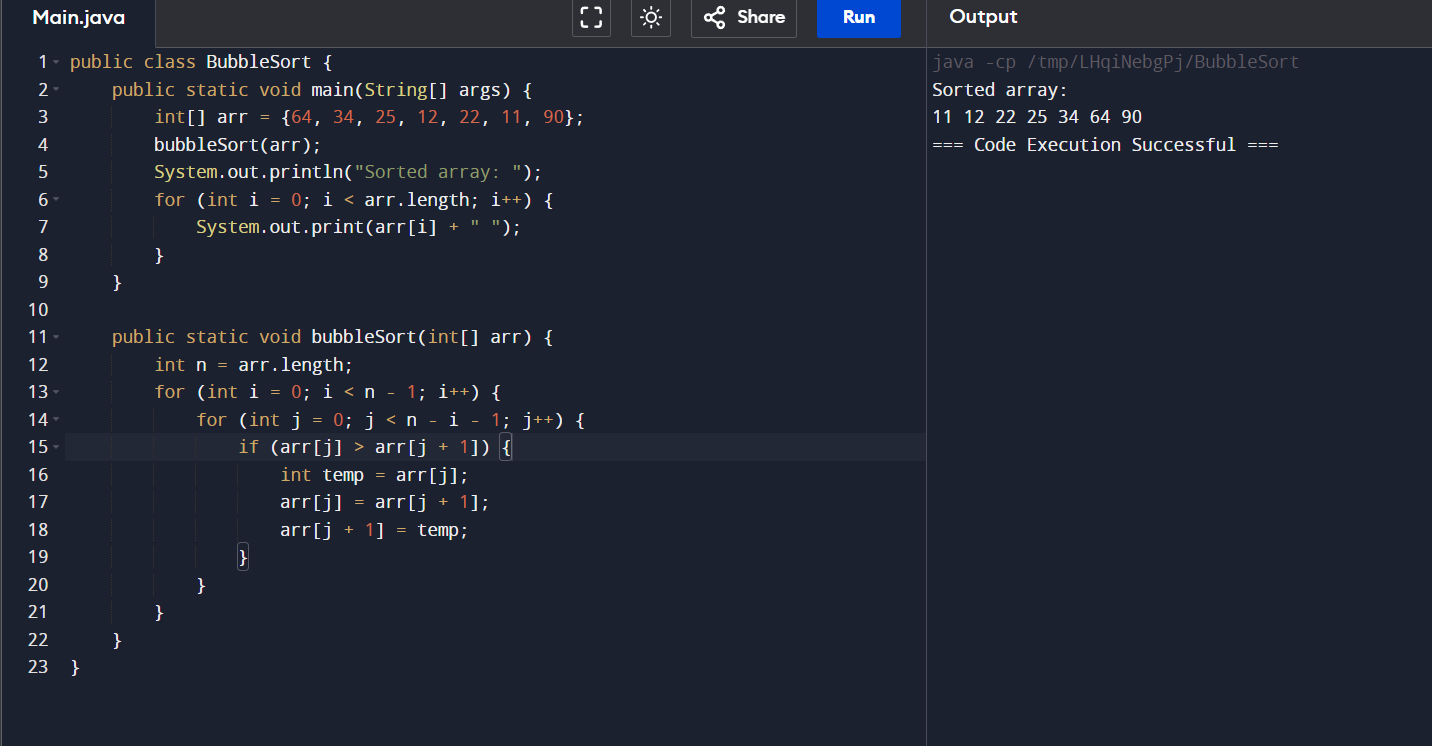 Main.java
Share
Run
Output
1 public class BubbleSort {
2     public static void main(String[] args) {
3         int[] arr = {64, 34, 25, 12, 22, 11, 90};
4         bubbleSort(arr);
5         System.out.println("Sorted array: ");
6         for (int i = 0; i < arr.length; i++) {
7             System.out.print(arr[i] + " ");
8         }
9     }
10
11     public static void bubbleSort(int[] arr) {
12         int n = arr.length;
13         for (int i = 0; i < n - 1; i++) {
14             for (int j = 0; j < n - i - 1; j++) {
15                 if (arr[j] > arr[j + 1]) {
16                     int temp = arr[j];
17                     arr[j] = arr[j + 1];
18                     arr[j + 1] = temp;
19                 }
20             }
21         }
22     }
23 }
java -cp /tmp/LHqiNebgPj/BubbleSort
Sorted array:
11 12 22 25 34 64 90
=== Code Execution Successful ===